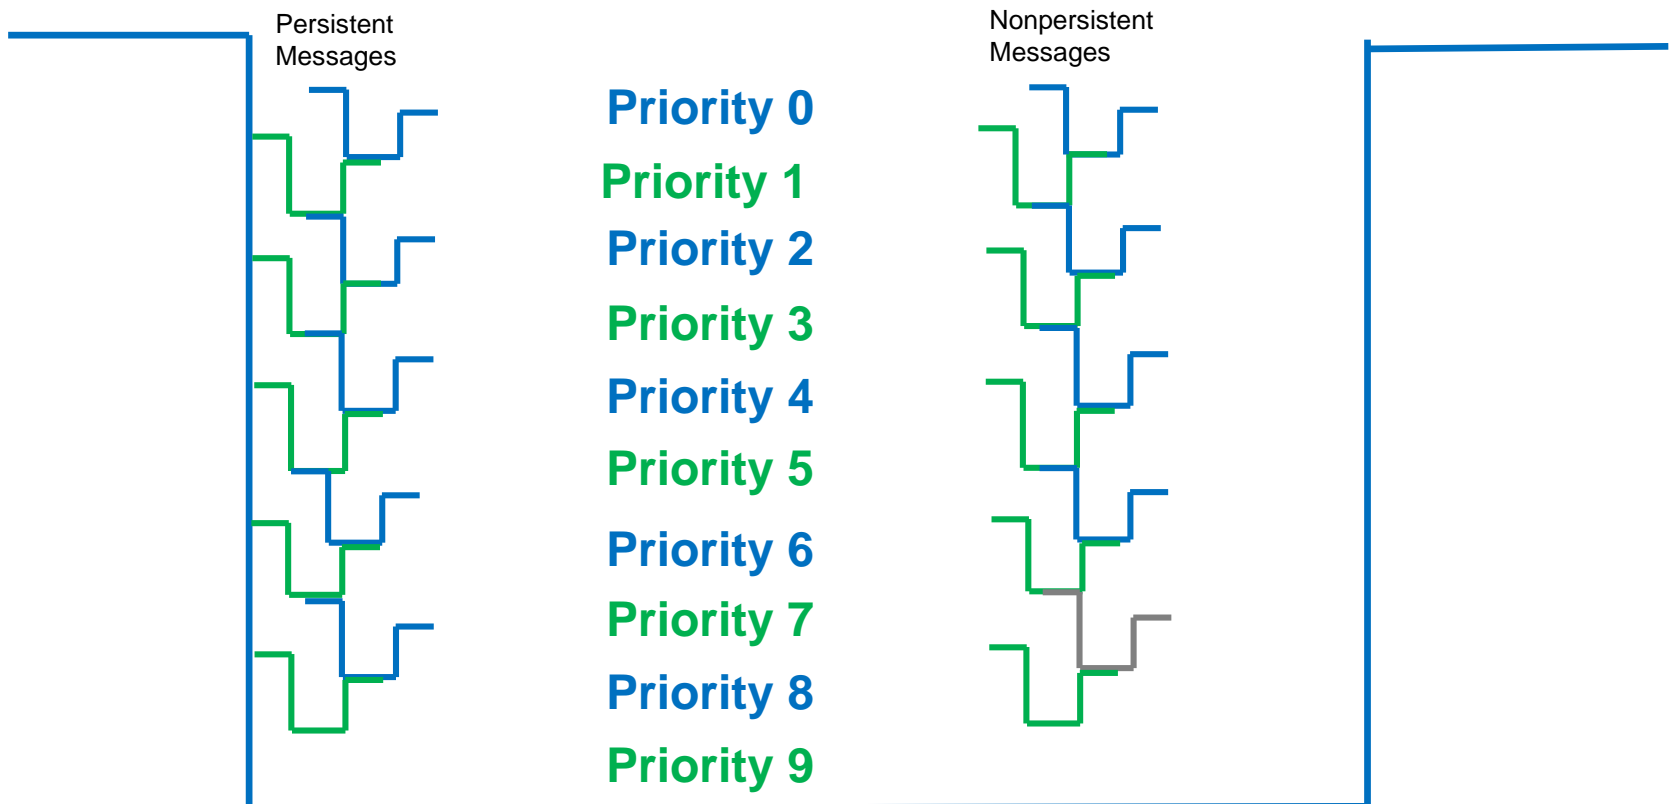 Persistent
Messages
Nonpersistent
Messages
Priority 0
Priority 1
Priority 2
Priority 3
Priority 4
Priority 5
Priority 6
Priority 7
Priority 8
Priority 9